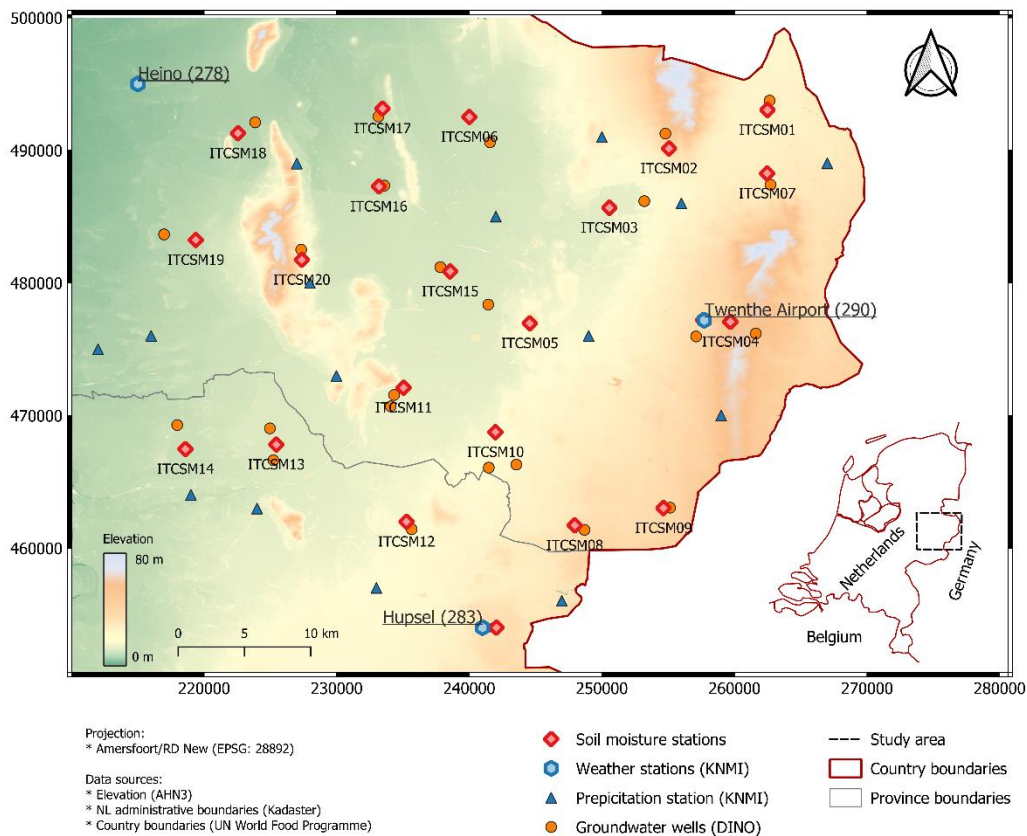 500000
490000
480000
470000
460000
Heino (278)
ITCSM17
ITCSM06
ITCSM01
ITCSM18
ITCSM02
ITCSM16
ITCSM07
ITCSM03
ITCSM19
ITCSM20
ITCSM15
Twenthe Airport (290)
ITCSM05
ITCSM04
ITCSM11
ITCSM10
ITCSM14
ITCSM13
ITCSM12
ITCSM08
ITCSM09
Hupsel (283)
Elevation
80 m
0 m
0 5 10 km
Netherlands
Germany
Belgium
220000 230000 240000 250000 260000 270000 280000
Projection:
* Amersfoort/RD New (EPSG: 28892)
Data sources:
* Elevation (AHN3)
* NL administrative boundaries (Kadaster)
* Country boundaries (UN World Food Programme)
Soil moisture stations
Weather stations (KNMI)
Prepicitation station (KNMI)
Groundwater wells (DINO)
Study area
Country boundaries
Province boundaries